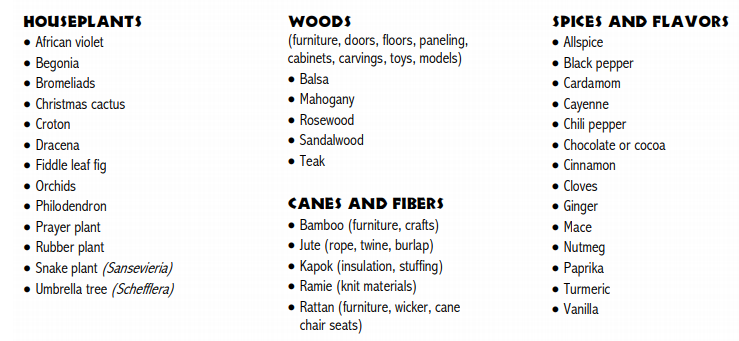 HOUSEPLANTS
• African violet
• Begonia
• Bromeliads
• Christmas cactus
• Croton
• Dracena
• Fiddle leaf fig
• Orchids
• Philodendron
• Prayer plant
• Rubber plant
• Snake plant (Sansevieria)
• Umbrella tree (Schefflera)
WOODS
(furniture, doors, floors, paneling,
cabinets, carvings, toys, models)
• Balsa
• Mahogany
• Rosewood
• Sandalwood
• Teak
CANES AND FIBERS
• Bamboo (furniture, crafts)
• Jute (rope, twine, burlap)
• Kapok (insulation, stuffing)
• Ramie (knit materials)
• Rattan (furniture, wicker, cane
chair seats)
SPICES AND FLAVORS
• Allspice
• Black pepper
• Cardamom
• Cayenne
• Chili pepper
• Chocolate or cocoa
• Cinnamon
• Cloves
• Ginger
• Mace
• Nutmeg
• Paprika
• Turmeric
• Vanilla